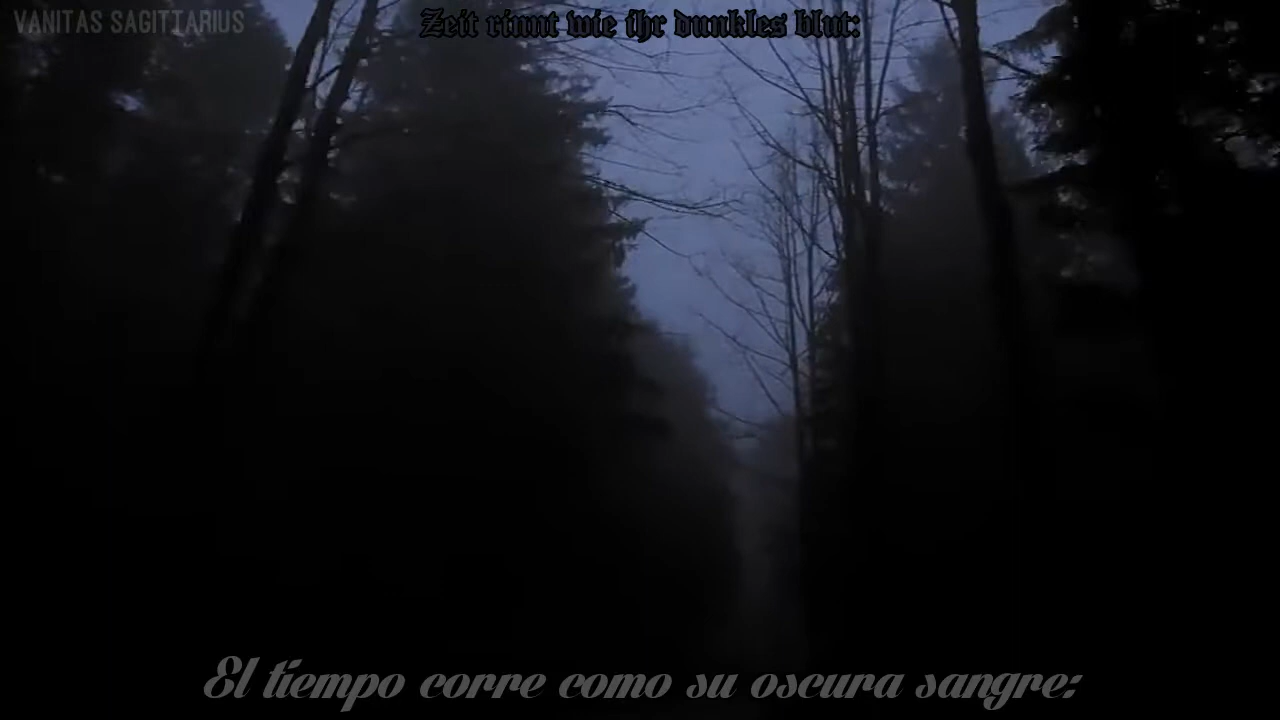 VANITAS SAGITTARIUS
Zeit rinnt wie ihr dunkles blut:
El tiempo corre como su oscura sangre: